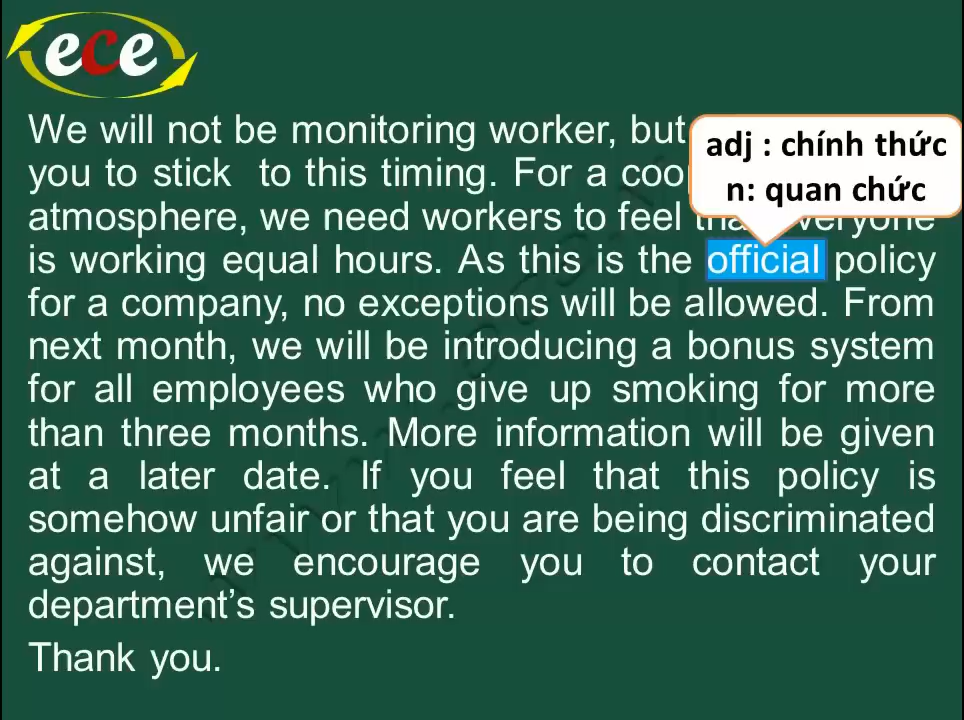 ece
We will not be monitoring worker, but
adj : chính thức
n: quan chức
you to stick to this timing. For a
atmosphere, we need workers to feel
is working equal hours. As this is the official policy
for a company, no exceptions will be allowed. From
next month, we will be introducing a bonus system
for all employees who give up smoking for more
than three months. More information will be given
at a later date. If you feel that this policy is
somehow unfair or that you are being discriminated
against, we encourage you to contact your
department’s supervisor.
Thank you.